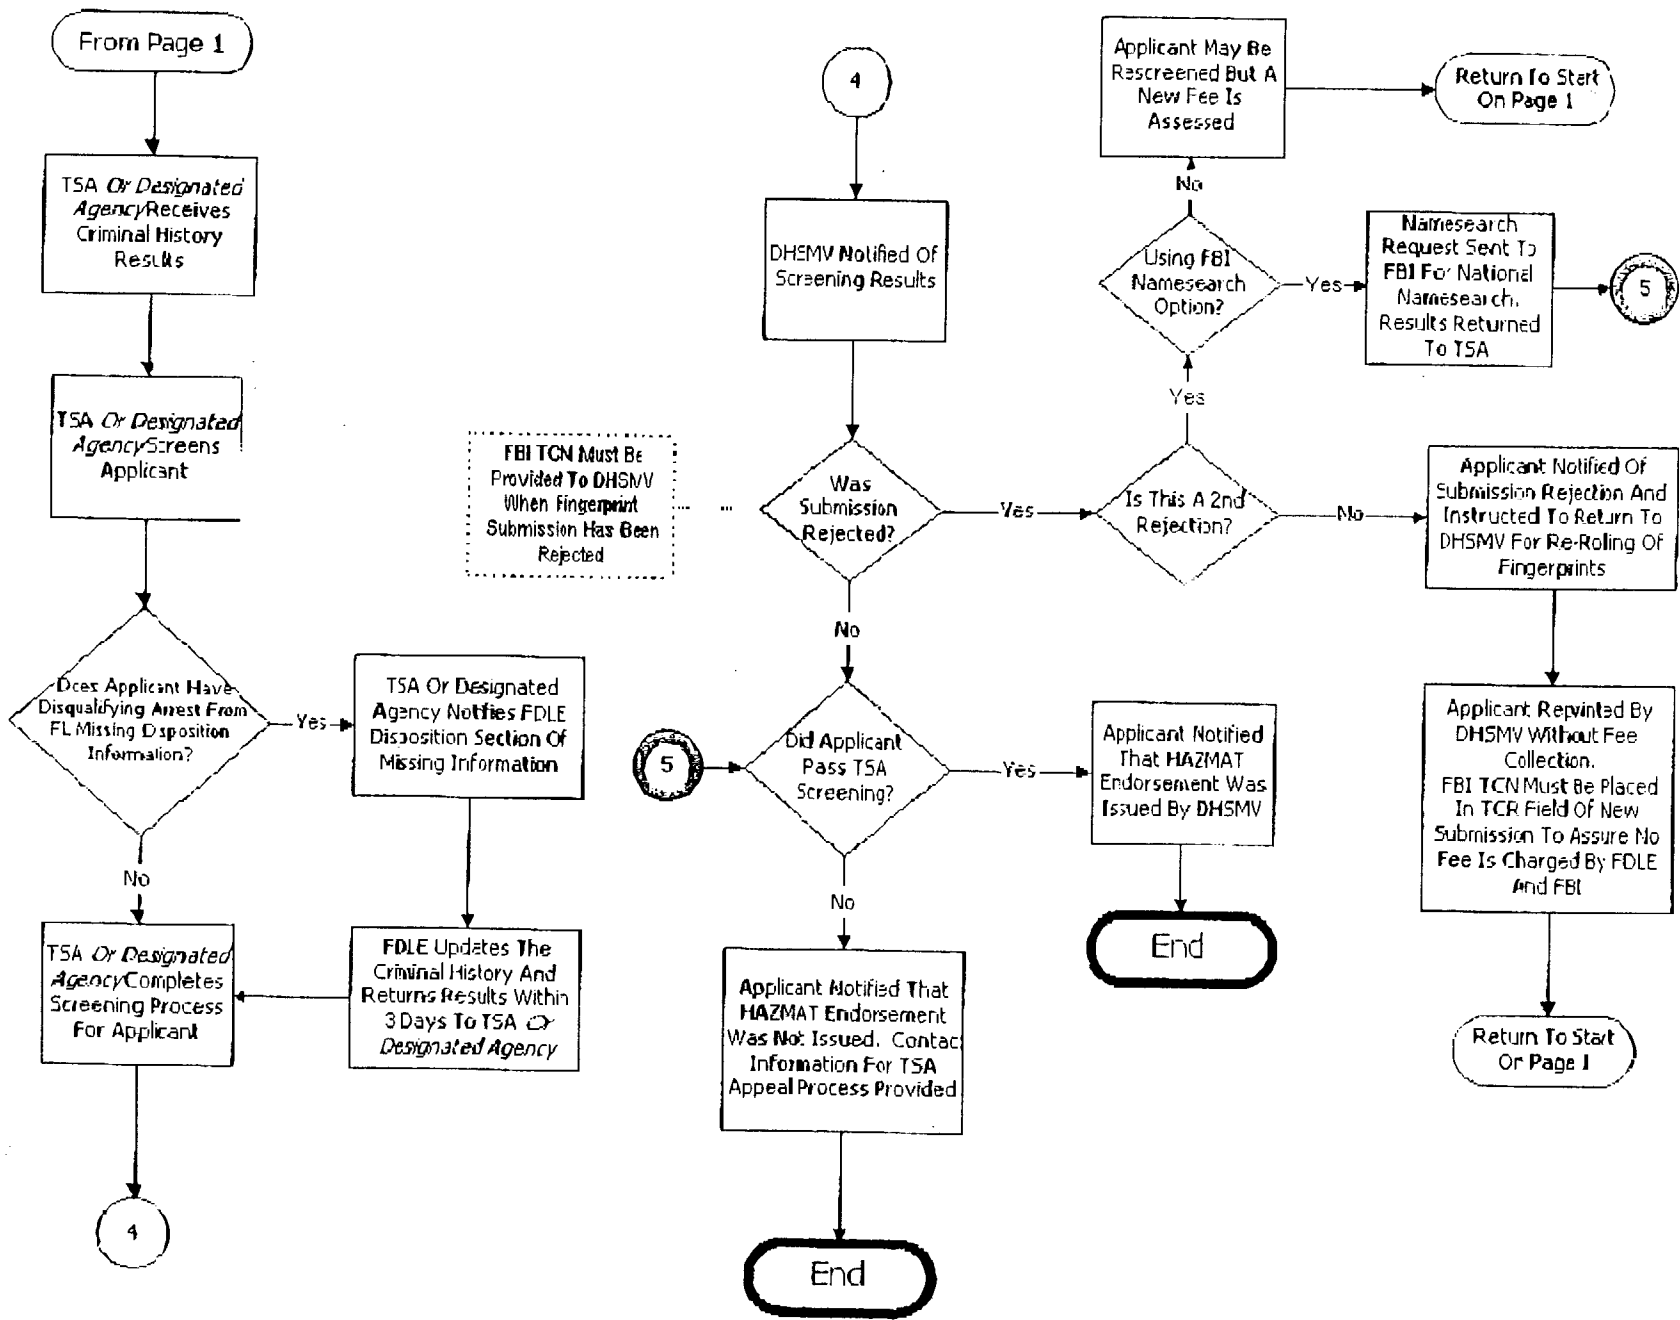 From Page 1
TSA Or Designated
Agency Receives
Criminal History
Results
TSA Or Designated
Agency Screens
Applicant
Does Applicant Have
Disqualifying Arrest From
FL Missing Disposition
Information?
Yes
TSA Or Designated
Agency Notifies FDLE
Disposition Section Of
Missing Information
No
TSA Or Designated
Agency Completes
Screening Process
For Applicant
FDLE Updates The
Criminal History And
Returns Results Within
3 Days To TSA Or
Designated Agency
4
4
DHSMV Notified Of
Screening Results
FBI TCN Must Be
Provided To DHSMV
When Fingerprint
Submission Has Been
Rejected
Was
Submission
Rejected?
Yes
No
5
Did Applicant
Pass TSA
Screening?
Yes
Applicant Notified
That HAZMAT
Endorsement Was
Issued By DHSMV
End
No
Applicant Notified That
HAZMAT Endorsement
Was Not Issued. Contac
Information For TSA
Appeal Process Provided
End
Applicant May Be
Rescreened But A
New Fee Is
Assessed
Return To Start
On Page 1
No
Using FBI
Namesearch
Option?
Yes
Namesearch
Request Sent To
FBI For National
Namesearch.
Results Returned
To TSA
5
Yes
Is This A 2nd
Rejection?
No
Applicant Notified Of
Submission Rejection And
Instructed To Return To
DHSMV For Re-Roling Of
Fingerprints
Applicant Reprinted By
DHSMV Without Fee
Collection.
FBI TCN Must Be Placed
In TCR Field Of New
Submission To Assure No
Fee Is Charged By FDLE
And FBI
Return To Start
On Page 1